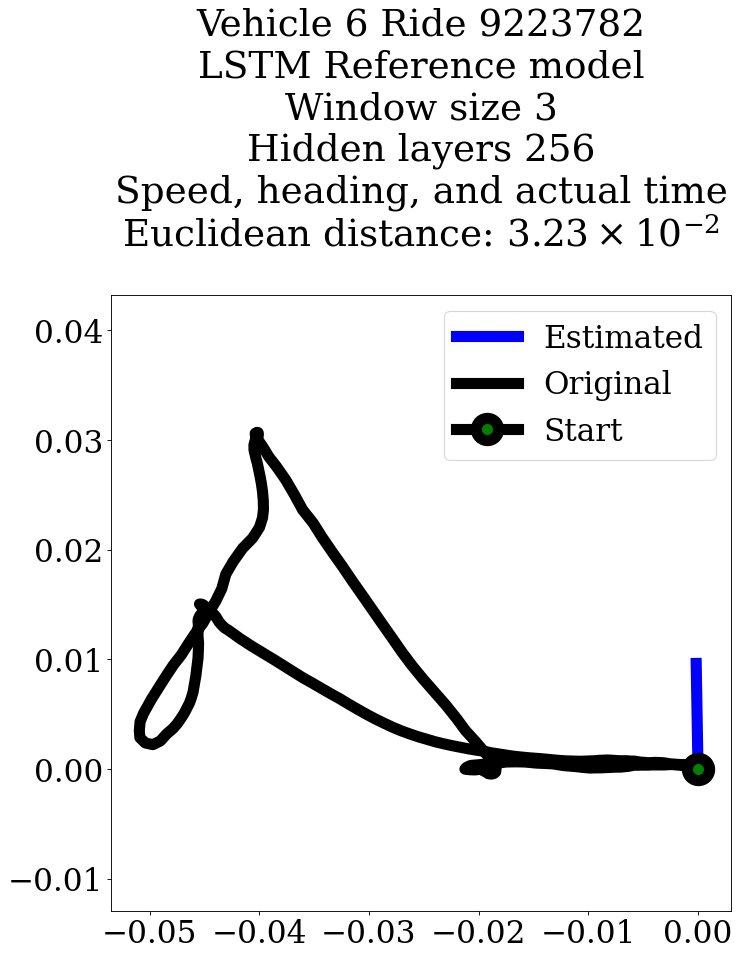 Vehicle 6 Ride 9223782
LSTM Reference model
Window size 3
Hidden layers 256
Speed, heading, and actual time
Euclidean distance: 3.23 × 10⁻²
Estimated
Original
Start
0.04
0.03
0.02
0.01
0.00
−0.01
−0.05 −0.04 −0.03 −0.02 −0.01 0.00